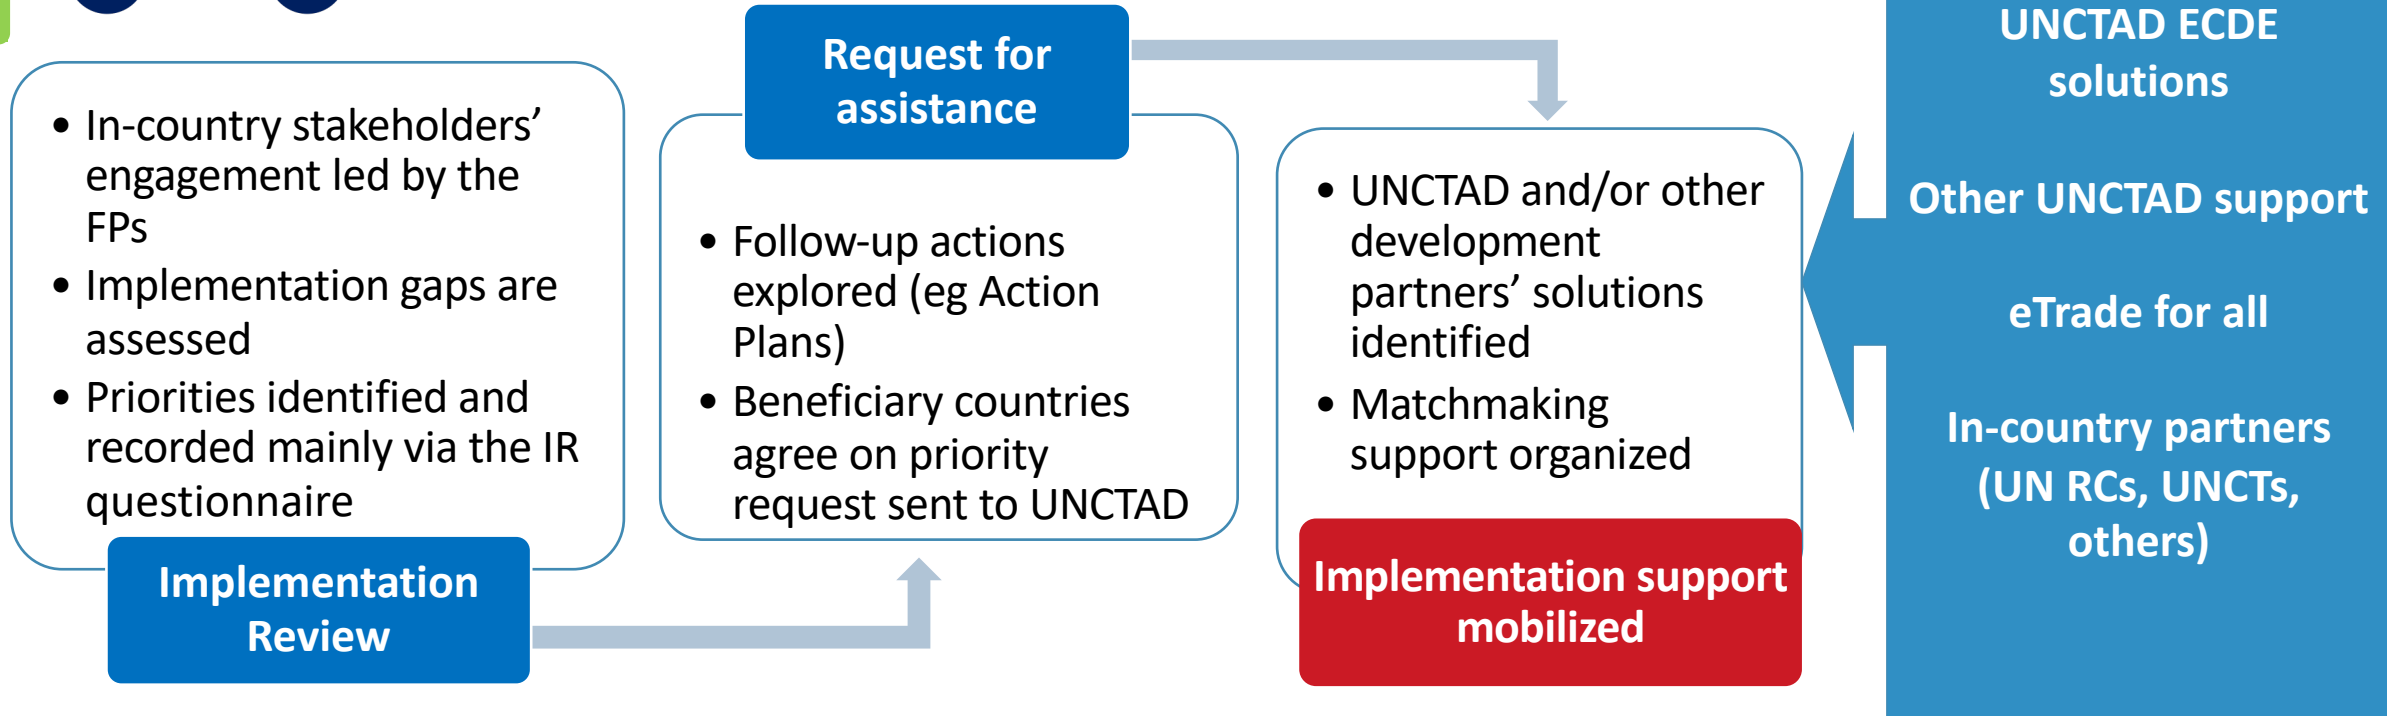 • In-country stakeholders’
engagement led by the
FPs
• Implementation gaps are
assessed
• Priorities identified and
recorded mainly via the IR
questionnaire
Implementation
Review
Request for
assistance
• Follow-up actions
explored (eg Action
Plans)
• Beneficiary countries
agree on priority
request sent to UNCTAD
• UNCTAD and/or other
development
partners’ solutions
identified
• Matchmaking
support organized
Implementation support
mobilized
UNCTAD ECDE
solutions
Other UNCTAD support
eTrade for all
In-country partners
(UN RCs, UNCTs,
others)